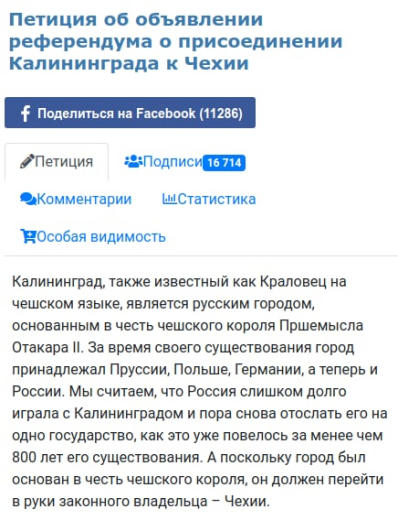 Петиция об объявлении
референдума о присоединении
Калининграда к Чехии
Поделиться на Facebook (11286)
Петиция
Подписи 16 714
Комментарии
Статистика
Особая видимость
Калининград, также известный как Краловец на
чешском языке, является русским городом,
основанным в честь чешского короля Пршемысла
Отакара II. За время своего существования город
принадлежал Пруссии, Польше, Германии, а теперь и
России. Мы считаем, что Россия слишком долго
играла с Калининградом и пора снова отослать его на
одно государство, как это уже повелось за менее чем
800 лет его существования. А поскольку город был
основан в честь чешского короля, он должен перейти
в руки законного владельца – Чехии.